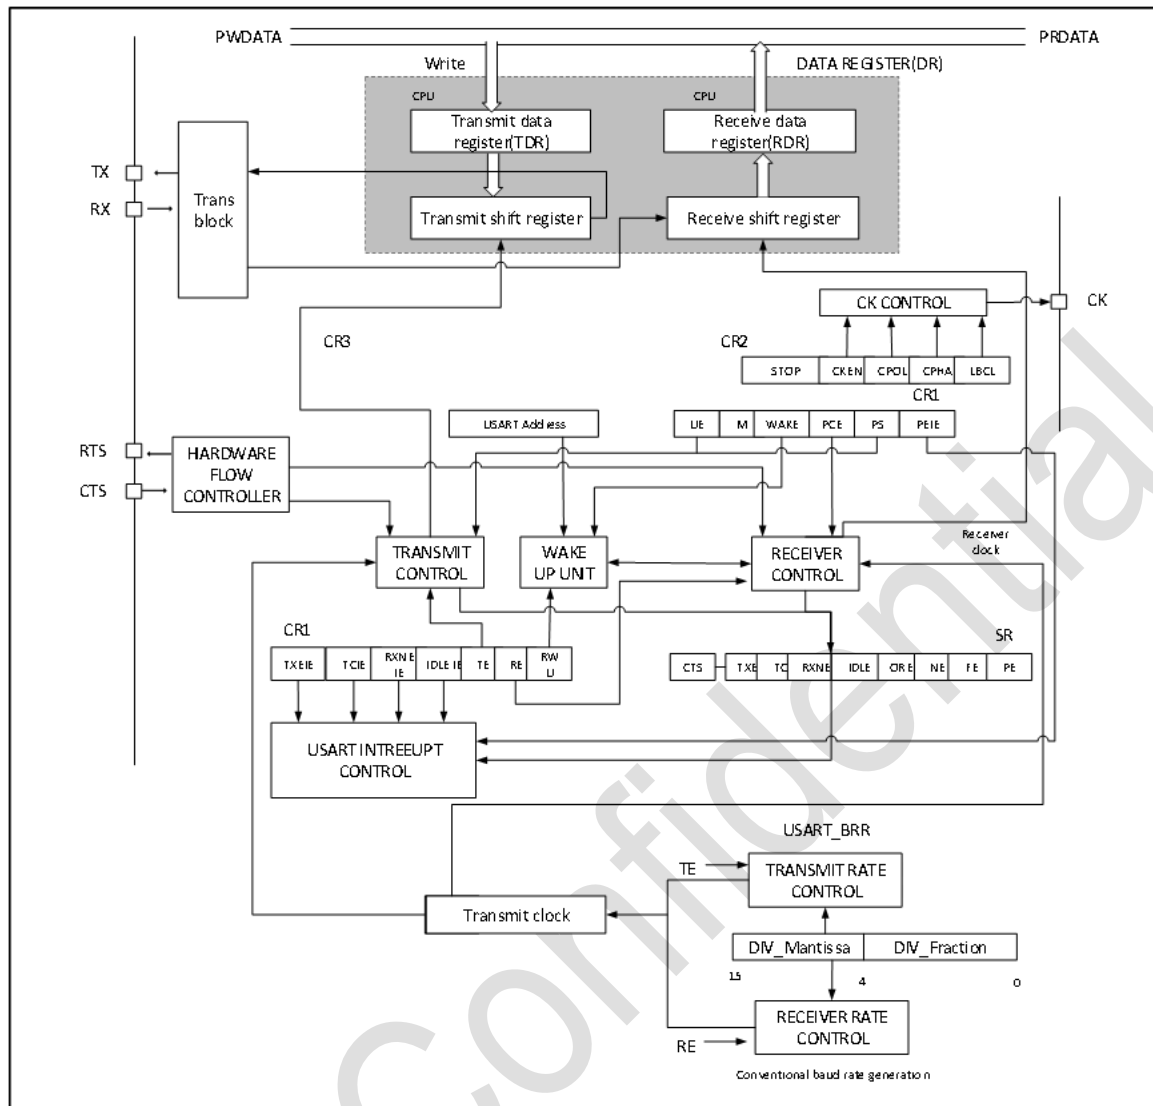 PWDATA
PRDATA
Write
DATA REGISTER(DR)
CPU
CPU
Transmit data
register(TDR)
Receive data
register(RDR)
TX
RX
Trans
block
Transmit shift register
Receive shift register
CK CONTROL
CK
CR3
CR2
STOP
CKEN
CPOL
CPHA
LBCL
CR1
USART Address
UE
M
WAKE
PCE
PS
PEIE
RTS
CTS
HARDWARE
FLOW
CONTROLLER
TRANSMIT
CONTROL
WAKE
UP UNIT
RECEIVER
CONTROL
Receiver
clock
CR1
SR
TXEIE
TCIE
RXNE
IE
IDLE IE
TE
RE
RW
U
CTS
TXE
TC
RXNE
IDLE
ORE
NE
FE
PE
USART INTREEUPT
CONTROL
USART_BRR
TE
TRANSMIT RATE
CONTROL
Transmit clock
DIV_Mantissa
DIV_Fraction
15
4
0
RECEIVER RATE
CONTROL
RE
Conventional baud rate generation
Confidential